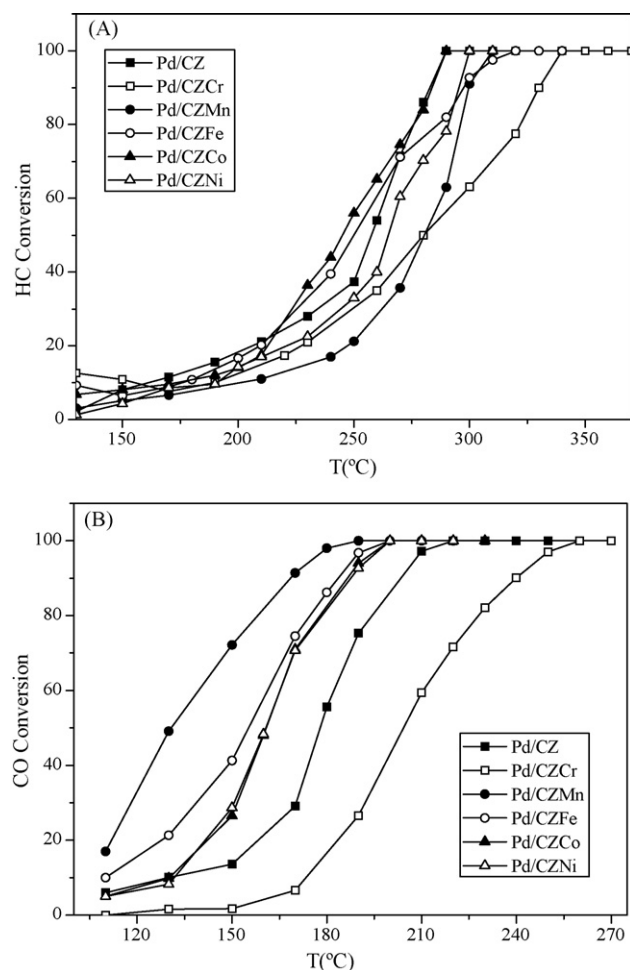 (A)
Pd/CZ
Pd/CZCr
Pd/CZMn
Pd/CZFe
Pd/CZCo
Pd/CZNi
HC Conversion
100
80
60
40
20
0
150 200 250 300 350
T(ºC)
(B)
CO Conversion
100
80
60
40
20
0
Pd/CZ
Pd/CZCr
Pd/CZMn
Pd/CZFe
Pd/CZCo
Pd/CZNi
120 150 180 210 240 270
T(ºC)